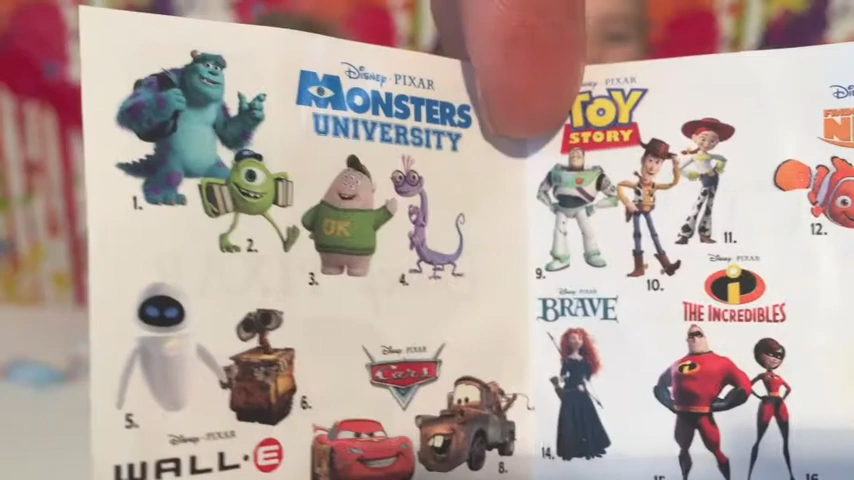 Disney · PIXAR
MONSTERS
UNIVERSITY
1.
2.
OK
3.
4.
5.
6.
Disney · PIXAR
WALL·E
Disney · PIXAR
Cars
8.
PIXAR
TOY
STORY
9.
10.
11.
12.
Disney · PIXAR
BRAVE
14.
Disney · PIXAR
i
THE INCREDIBLES
i